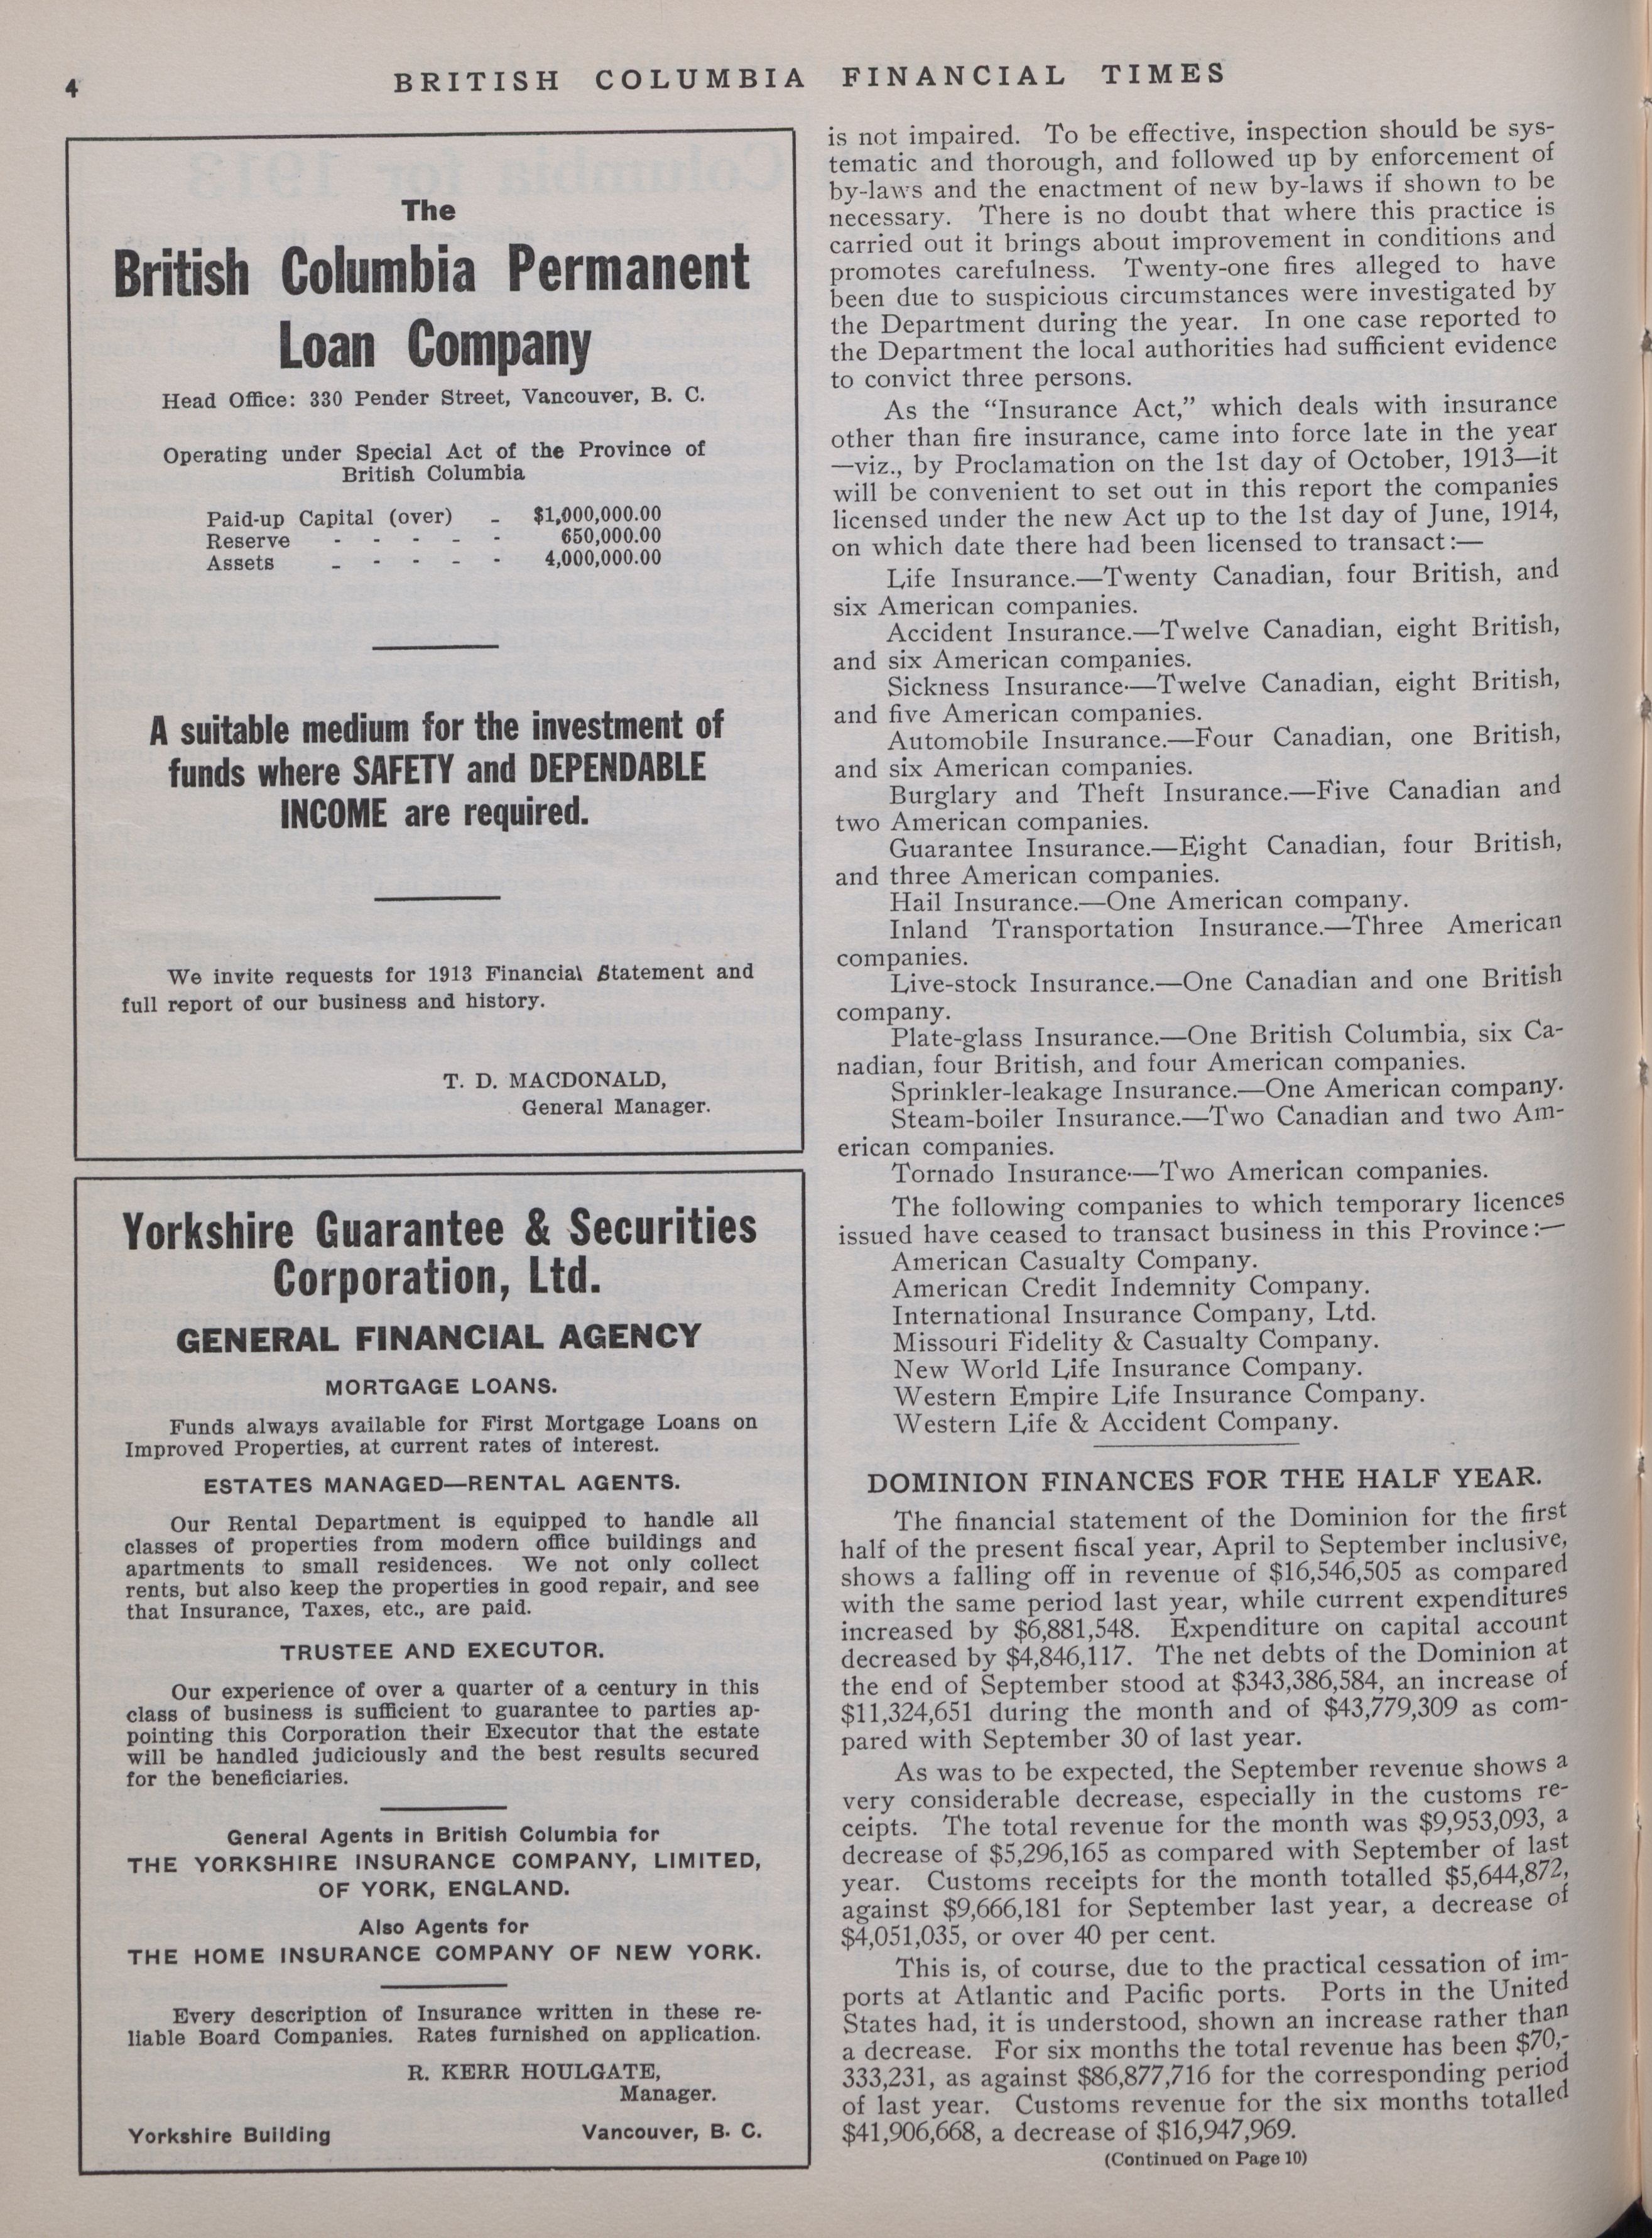 4
BRITISH COLUMBIA FINANCIAL TIMES
The
British Columbia Permanent
Loan Company
Head Office: 330 Pender Street, Vancouver, B. C.
Operating under Special Act of the Province of
British Columbia
Paid-up Capital (over) - $1,000,000.00
Reserve - - - - - 650,000.00
Assets - - - - - 4,000,000.00
A suitable medium for the investment of
funds where SAFETY and DEPENDABLE
INCOME are required.
We invite requests for 1913 Financial Statement and
full report of our business and history.
T. D. MACDONALD,
General Manager.
Yorkshire Guarantee & Securities
Corporation, Ltd.
GENERAL FINANCIAL AGENCY
MORTGAGE LOANS.
Funds always available for First Mortgage Loans on
Improved Properties, at current rates of interest.
ESTATES MANAGED—RENTAL AGENTS.
Our Rental Department is equipped to handle all
classes of properties from modern office buildings and
apartments to small residences. We not only collect
rents, but also keep the properties in good repair, and see
that Insurance, Taxes, etc., are paid.
TRUSTEE AND EXECUTOR.
Our experience of over a quarter of a century in this
class of business is sufficient to guarantee to parties ap-
pointing this Corporation their Executor that the estate
will be handled judiciously and the best results secured
for the beneficiaries.
General Agents in British Columbia for
THE YORKSHIRE INSURANCE COMPANY, LIMITED,
OF YORK, ENGLAND.
Also Agents for
THE HOME INSURANCE COMPANY OF NEW YORK.
Every description of Insurance written in these re-
liable Board Companies. Rates furnished on application.
R. KERR HOULGATE,
Manager.
Yorkshire Building Vancouver, B. C.
is not impaired. To be effective, inspection should be sys-
tematic and thorough, and followed up by enforcement of
by-laws and the enactment of new by-laws if shown to be
necessary. There is no doubt that where this practice is
carried out it brings about improvement in conditions and
promotes carefulness. Twenty-one fires alleged to have
been due to suspicious circumstances were investigated by
the Department during the year. In one case reported to
the Department the local authorities had sufficient evidence
to convict three persons.
As the "Insurance Act," which deals with insurance
other than fire insurance, came into force late in the year
—viz., by Proclamation on the 1st day of October, 1913—it
will be convenient to set out in this report the companies
licensed under the new Act up to the 1st day of June, 1914,
on which date there had been licensed to transact:—
Life Insurance.—Twenty Canadian, four British, and
six American companies.
Accident Insurance.—Twelve Canadian, eight British,
and six American companies.
Sickness Insurance.—Twelve Canadian, eight British,
and five American companies.
Automobile Insurance.—Four Canadian, one British,
and six American companies.
Burglary and Theft Insurance.—Five Canadian and
two American companies.
Guarantee Insurance.—Eight Canadian, four British,
and three American companies.
Hail Insurance.—One American company.
Inland Transportation Insurance.—Three American
companies.
Live-stock Insurance.—One Canadian and one British
company.
Plate-glass Insurance.—One British Columbia, six Ca-
nadian, four British, and four American companies.
Sprinkler-leakage Insurance.—One American company.
Steam-boiler Insurance.—Two Canadian and two Am-
erican companies.
Tornado Insurance.—Two American companies.
The following companies to which temporary licences
issued have ceased to transact business in this Province:—
American Casualty Company.
American Credit Indemnity Company.
International Insurance Company, Ltd.
Missouri Fidelity & Casualty Company.
New World Life Insurance Company.
Western Empire Life Insurance Company.
Western Life & Accident Company.
DOMINION FINANCES FOR THE HALF YEAR.
The financial statement of the Dominion for the first
half of the present fiscal year, April to September inclusive,
shows a falling off in revenue of $16,546,505 as compared
with the same period last year, while current expenditures
increased by $6,881,548. Expenditure on capital account
decreased by $4,846,117. The net debts of the Dominion at
the end of September stood at $343,386,584, an increase of
$11,324,651 during the month and of $43,779,309 as com-
pared with September 30 of last year.
As was to be expected, the September revenue shows a
very considerable decrease, especially in the customs re-
ceipts. The total revenue for the month was $9,953,093, a
decrease of $5,296,165 as compared with September of last
year. Customs receipts for the month totalled $5,644,872,
against $9,666,181 for September last year, a decrease of
$4,051,035, or over 40 per cent.
This is, of course, due to the practical cessation of im-
ports at Atlantic and Pacific ports. Ports in the United
States had, it is understood, shown an increase rather than
a decrease. For six months the total revenue has been $70,-
333,231, as against $86,877,716 for the corresponding period
of last year. Customs revenue for the six months totalled
$41,906,668, a decrease of $16,947,969.
(Continued on Page 10)